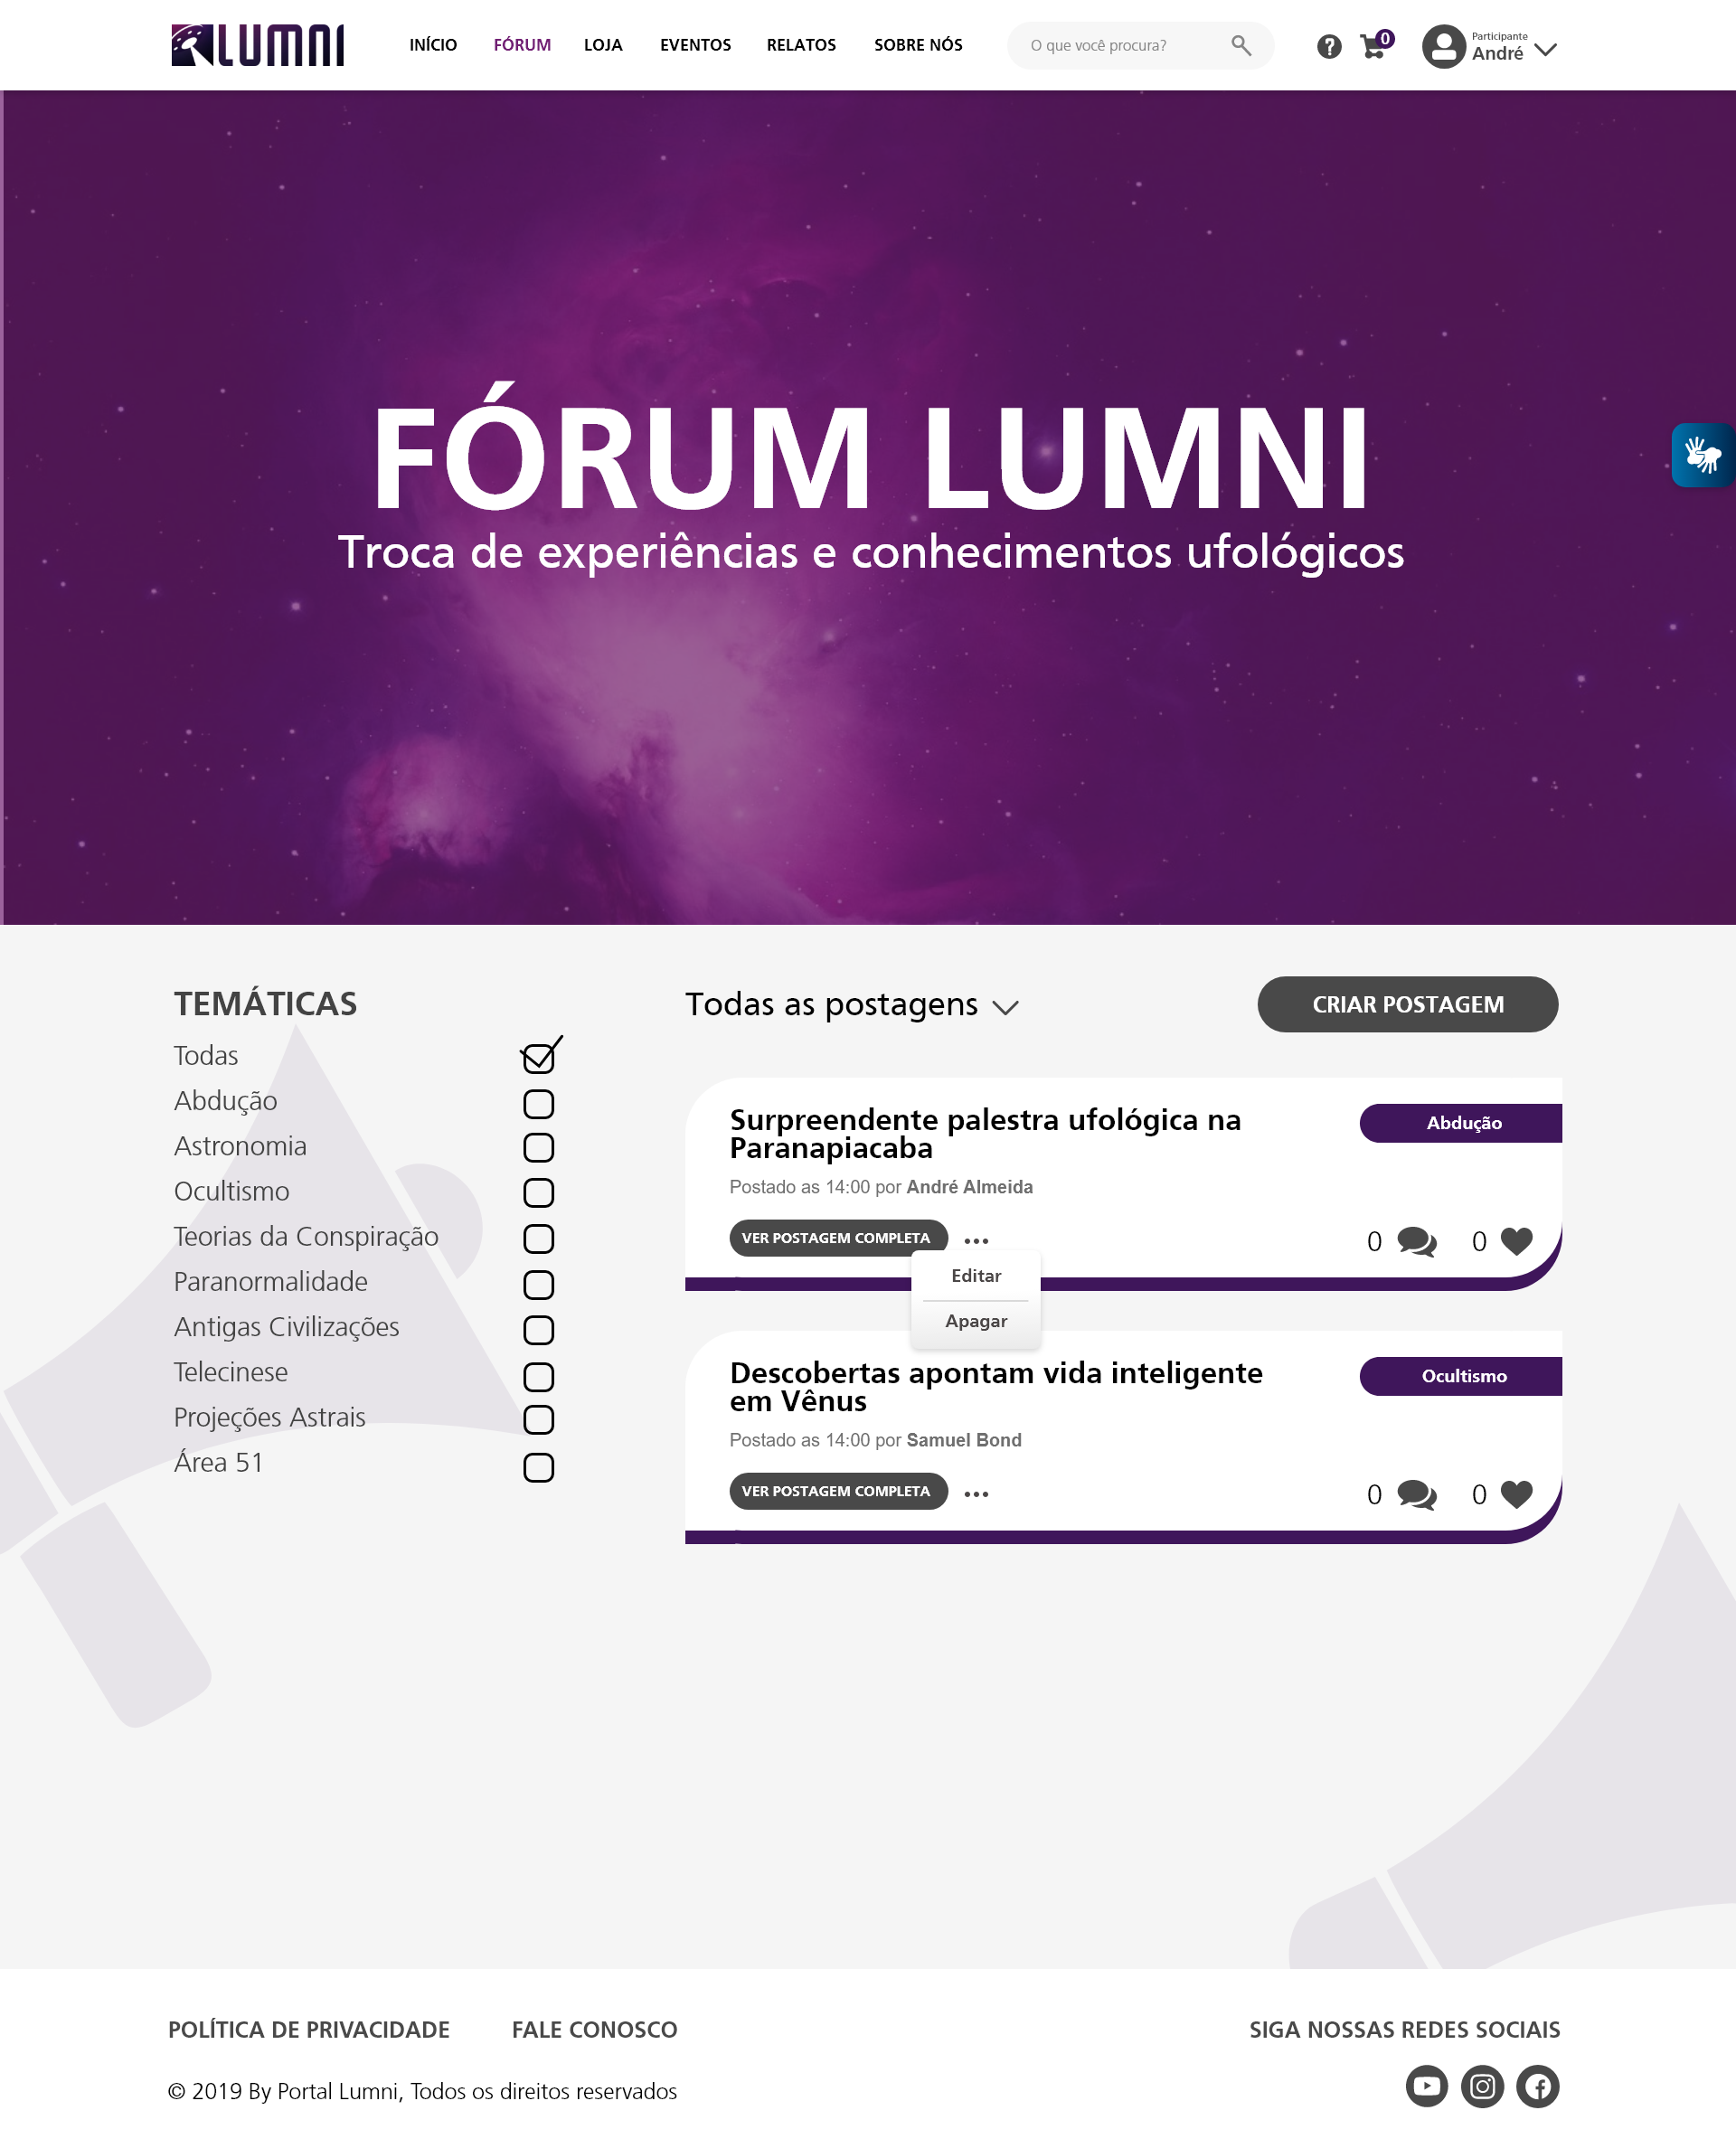 LUMNI
INÍCIO FÓRUM LOJA EVENTOS RELATOS SOBRE NÓS
O que você procura?
0
Participante
André
FÓRUM LUMNI
Troca de experiências e conhecimentos ufológicos
TEMÁTICAS
Todas
Abdução
Astronomia
Ocultismo
Teorias da Conspiração
Paranormalidade
Antigas Civilizações
Telecinese
Projeções Astrais
Área 51
Todas as postagens
CRIAR POSTAGEM
Surpreendente palestra ufológica na
Paranapiacaba
Abdução
Postado as 14:00 por André Almeida
VER POSTAGEM COMPLETA ...
0 0
Editar
Apagar
Descobertas apontam vida inteligente
em Vênus
Ocultismo
Postado as 14:00 por Samuel Bond
VER POSTAGEM COMPLETA ...
0 0
POLÍTICA DE PRIVACIDADE FALE CONOSCO
SIGA NOSSAS REDES SOCIAIS
© 2019 By Portal Lumni, Todos os direitos reservados